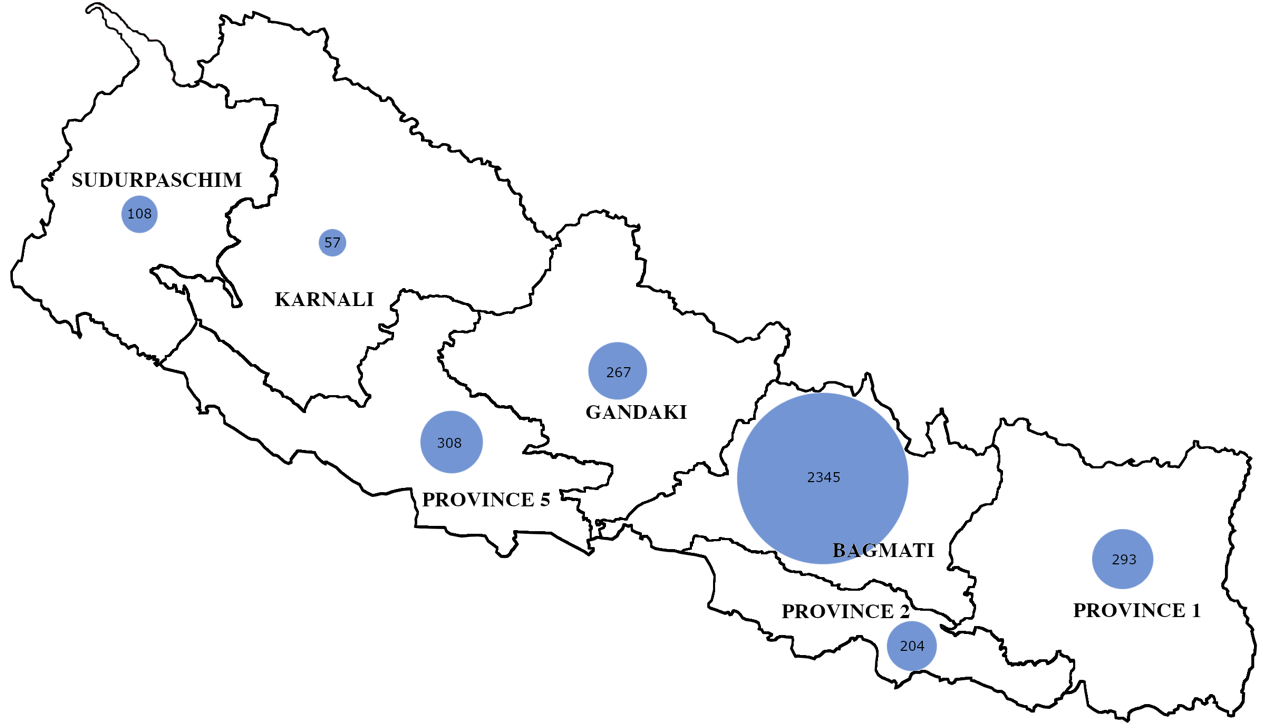 SUDURPASCHIM
108
57
KARNALI
267
GANDAKI
308
PROVINCE 5
2345
BAGMATI
293
PROVINCE 1
PROVINCE 2
204